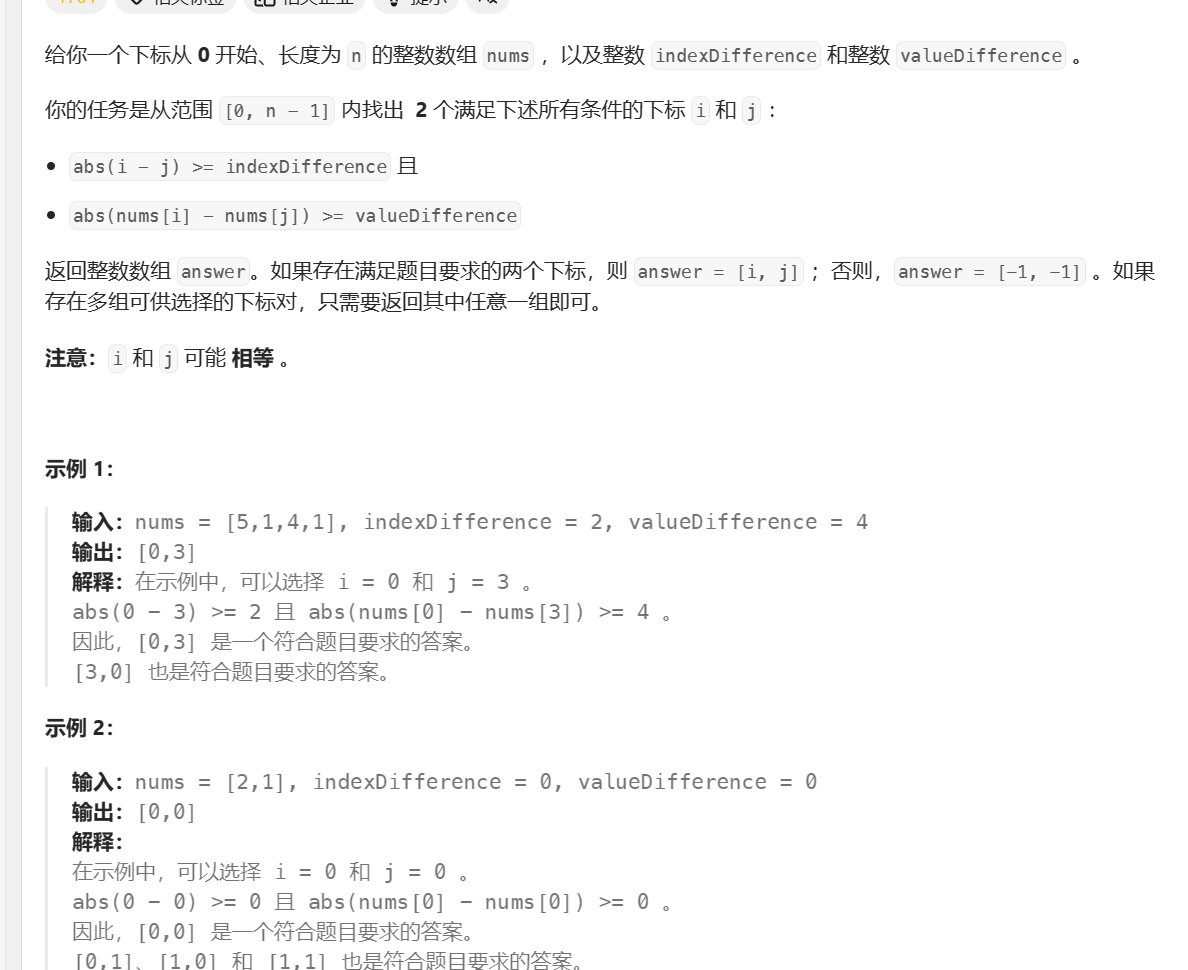 给你一个下标从 0 开始、长度为 n 的整数数组 nums ，以及整数 indexDifference 和整数 valueDifference 。
你的任务是从范围 [0, n - 1] 内找出 2 个满足下述所有条件的下标 i 和 j ：
• abs(i - j) >= indexDifference 且
• abs(nums[i] - nums[j]) >= valueDifference
返回整数数组 answer。如果存在满足题目要求的两个下标，则 answer = [i, j] ；否则，answer = [-1, -1] 。如果
存在多组可供选择的下标对，只需要返回其中任意一组即可。
注意：i 和 j 可能 相等 。
示例 1：
输入：nums = [5,1,4,1], indexDifference = 2, valueDifference = 4
输出：[0,3]
解释：在示例中，可以选择 i = 0 和 j = 3 。
abs(0 - 3) >= 2 且 abs(nums[0] - nums[3]) >= 4 。
因此，[0,3] 是一个符合题目要求的答案。
[3,0] 也是符合题目要求的答案。
示例 2：
输入：nums = [2,1], indexDifference = 0, valueDifference = 0
输出：[0,0]
解释：
在示例中，可以选择 i = 0 和 j = 0 。
abs(0 - 0) >= 0 且 abs(nums[0] - nums[0]) >= 0 。
因此，[0,0] 是一个符合题目要求的答案。
[0,1]、[1,0] 和 [1,1] 也是符合题目要求的答案。